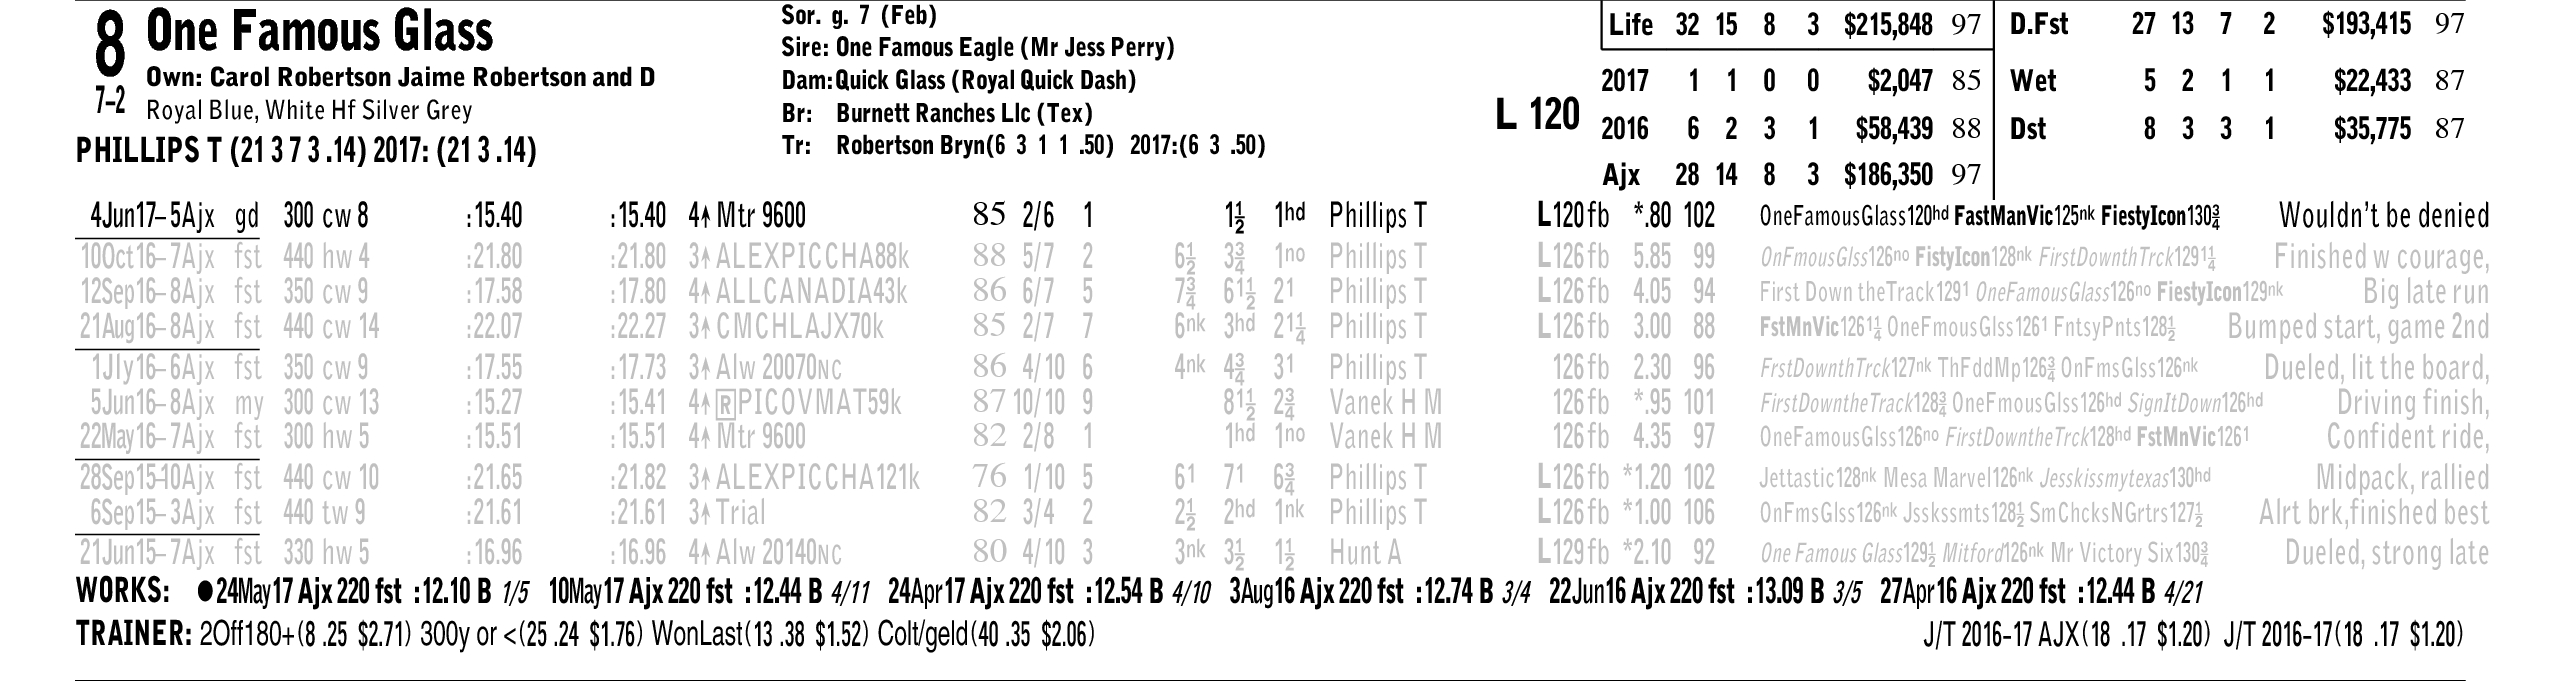 8 One Famous Glass
Own: Carol Robertson Jaime Robertson and D
7–2 Royal Blue, White Hf Silver Grey
PHILLIPS T (21 3 7 3 .14) 2017: (21 3 .14)
Sor. g. 7 (Feb)
Sire: One Famous Eagle (Mr Jess Perry)
Dam: Quick Glass (Royal Quick Dash)
Br: Burnett Ranches Llc (Tex)
Tr: Robertson Bryn(6 3 1 1 .50) 2017:(6 3 .50)
L 120
Life 32 15 8 3 $215,848 97 D.Fst 27 13 7 2 $193,415 97
2017 1 1 0 0 $2,047 85 Wet 5 2 1 1 $22,433 87
2016 6 2 3 1 $58,439 88 Dst 8 3 3 1 $35,775 87
Ajx 28 14 8 3 $186,350 97
4Jun17–5Ajx gd 300 cw 8 :15.40 :15.40 4↑ Mtr 9600 85 2/6 1 1½ 1hd Phillips T L120fb *.80 102 OneFamousGlass120hd FastManVic125nk FiestyIcon130¾ Wouldn't be denied
10Oct16–7Ajx fst 440 hw 4 :21.80 :21.80 3↑ ALEXPICCHA88k 88 5/7 2 6½ 3¾ 1no Phillips T L126fb 5.85 99 OnFmousGlss126no FistyIcon128nk FirstDownthTrck1291¼ Finished w courage,
12Sep16–8Ajx fst 350 cw 9 :17.58 :17.80 4↑ ALLCANADIA43k 86 6/7 5 7¾ 61½ 21 Phillips T L126fb 4.05 94 First Down theTrack1291 OneFamousGlass126no FiestyIcon129nk Big late run
21Aug16–8Ajx fst 440 cw 14 :22.07 :22.27 3↑ CMCHLAJX70k 85 2/7 7 6nk 3hd 21¼ Phillips T L126fb 3.00 88 FstMnVic1261¼ OneFmousGlss1261 FntsyPnts128½ Bumped start, game 2nd
1Jly16–6Ajx fst 350 cw 9 :17.55 :17.73 3↑ Alw 20070NC 86 4/10 6 4nk 4¾ 31 Phillips T 126fb 2.30 96 FrstDownthTrck127nk ThFddMp126¾ OnFmsGlss126nk Dueled, lit the board,
5Jun16–8Ajx my 300 cw 13 :15.27 :15.41 4↑ R PICOVMAT59k 87 10/10 9 81½ 2¾ Vanek H M 126fb *.95 101 FirstDowntheTrack128¾ OneFmousGlss126hd SignItDown126hd Driving finish,
22May16–7Ajx fst 300 hw 5 :15.51 :15.51 4↑ Mtr 9600 82 2/8 1 1hd 1no Vanek H M 126fb 4.35 97 OneFamousGlss126no FirstDowntheTrck128hd FstMnVic1261 Confident ride,
28Sep15–10Ajx fst 440 cw 10 :21.65 :21.82 3↑ ALEXPICCHA121k 76 1/10 5 61 71 6¾ Phillips T L126fb *1.20 102 Jettastic128nk Mesa Marvel126nk Jesskissmytexas130hd Midpack, rallied
6Sep15–3Ajx fst 440 tw 9 :21.61 :21.61 3↑ Trial 82 3/4 2 2½ 2hd 1nk Phillips T L126fb *1.00 106 OnFmsGlss126nk Jsskssmts128½ SmChcksNGrtrs127½ Alrt brk,finished best
21Jun15–7Ajx fst 330 hw 5 :16.96 :16.96 4↑ Alw 20140NC 80 4/10 3 3nk 3½ 1½ Hunt A L129fb *2.10 92 One Famous Glass129½ Mitford126nk Mr Victory Six130¾ Dueled, strong late
WORKS: ●24May17 Ajx 220 fst :12.10 B 1/5 10May17 Ajx 220 fst :12.44 B 4/11 24Apr17 Ajx 220 fst :12.54 B 4/10 3Aug16 Ajx 220 fst :12.74 B 3/4 22Jun16 Ajx 220 fst :13.09 B 3/5 27Apr16 Ajx 220 fst :12.44 B 4/21
TRAINER: 2Off180+(8 .25 $2.71) 300y or <(25 .24 $1.76) WonLast(13 .38 $1.52) Colt/geld(40 .35 $2.06) J/T 2016-17 AJX(18 .17 $1.20) J/T 2016-17(18 .17 $1.20)